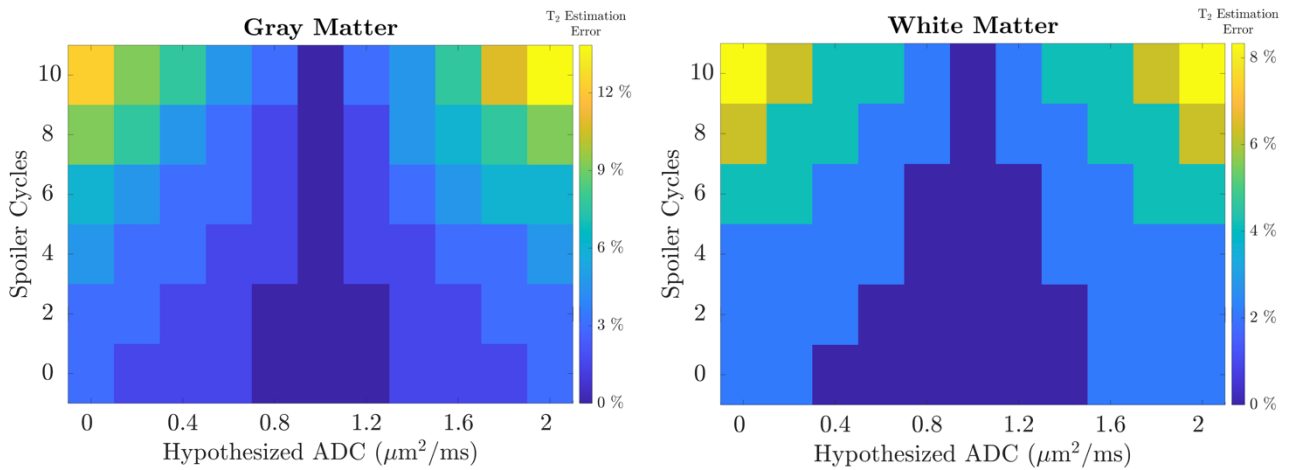 Gray Matter
T₂ Estimation
Error
10
8
6
4
2
0
Spoiler Cycles
0 0.4 0.8 1.2 1.6 2
Hypothesized ADC (μm²/ms)
12 %
9 %
6 %
3 %
0 %
White Matter
T₂ Estimation
Error
10
8
6
4
2
0
Spoiler Cycles
0 0.4 0.8 1.2 1.6 2
Hypothesized ADC (μm²/ms)
8 %
6 %
4 %
2 %
0 %